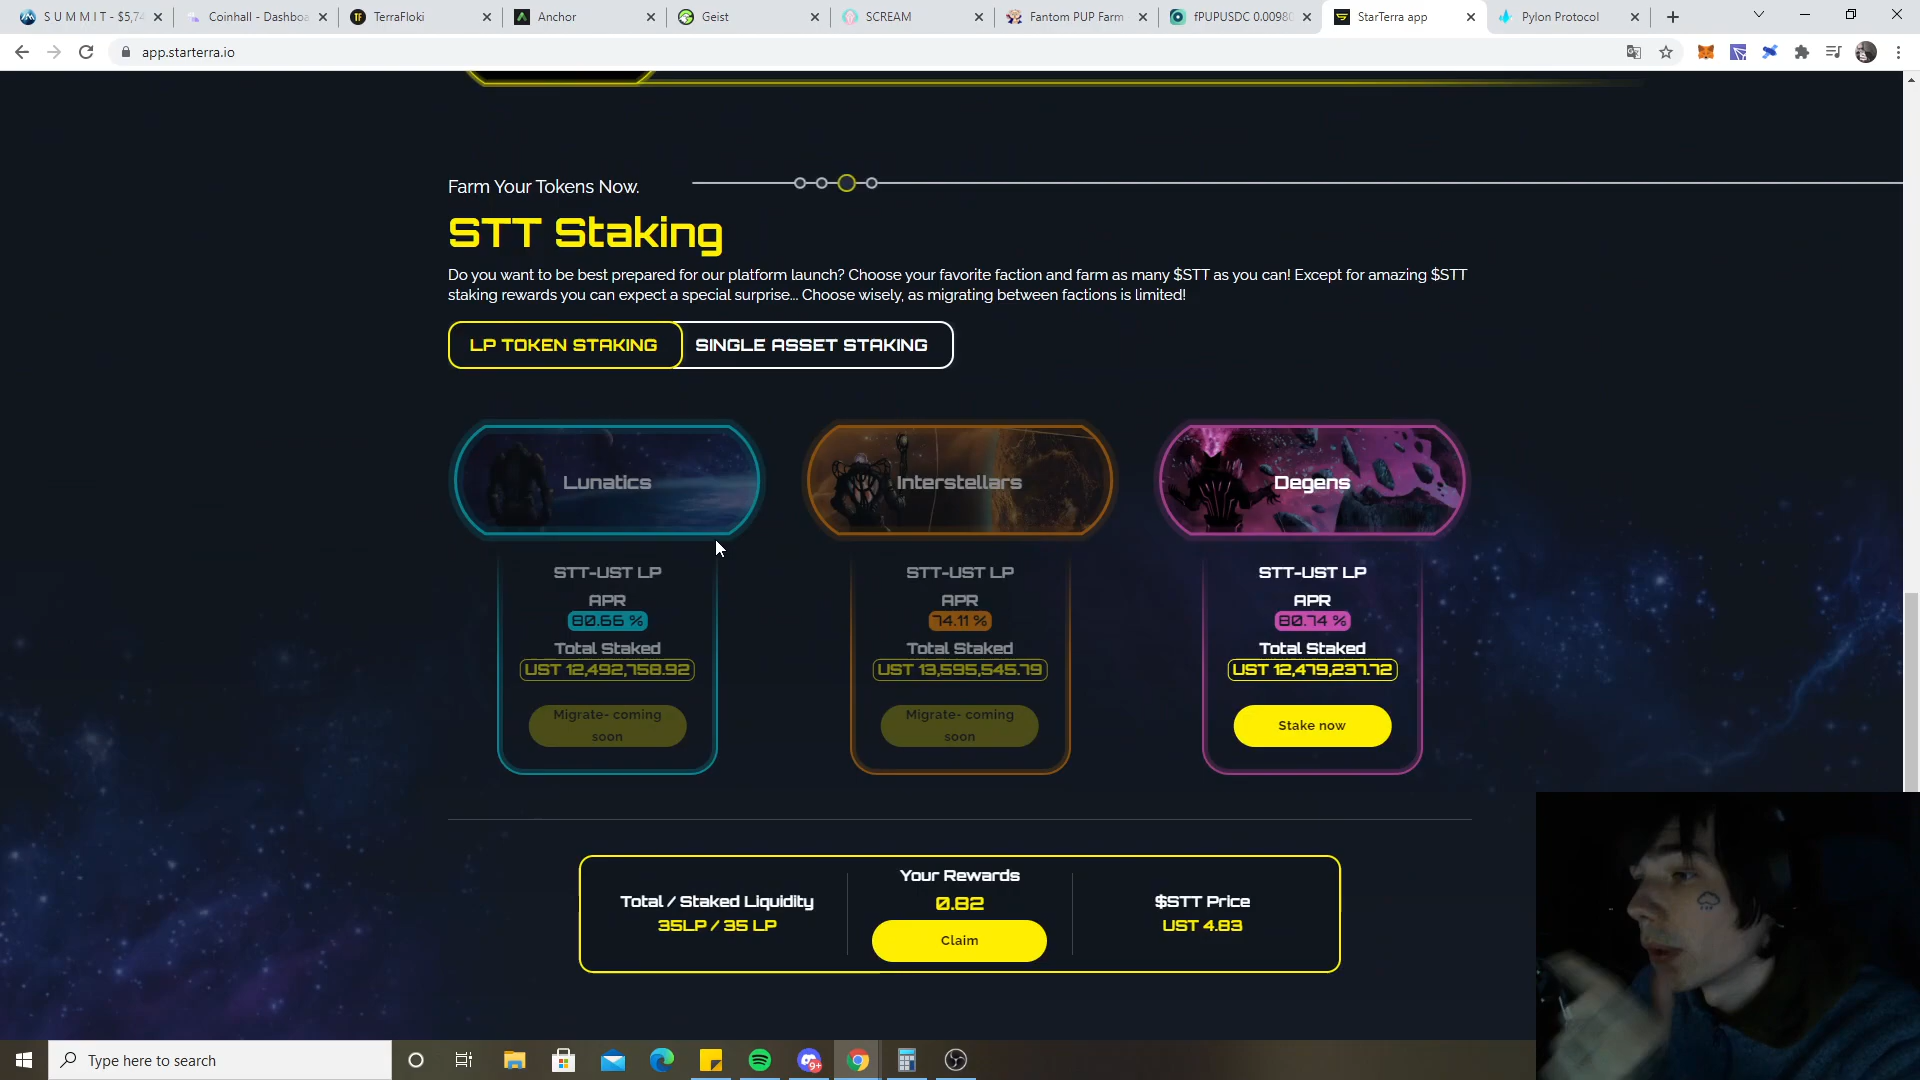 S U M M I T - $5,74
Coinhall - Dashboa
TerraFloki
Anchor
Geist
SCREAM
Fantom PUP Farm
fPUPUSDC 0.00980
StarTerra app
Pylon Protocol
app.starterra.io
Farm Your Tokens Now.
STT Staking
Do you want to be best prepared for our platform launch? Choose your favorite faction and farm as many $STT as you can! Except for amazing $STT
staking rewards you can expect a special surprise... Choose wisely, as migrating between factions is limited!
LP TOKEN STAKING
SINGLE ASSET STAKING
Lunatics
Interstellars
Degens
STT-UST LP
STT-UST LP
STT-UST LP
APR
APR
APR
80.66 %
74.11 %
80.74 %
Total Staked
Total Staked
Total Staked
UST 12,492,758.92
UST 13,595,545.79
UST 12,479,237.72
Migrate- coming
soon
Migrate- coming
soon
Stake now
Total / Staked Liquidity
35LP / 35 LP
Your Rewards
0.82
Claim
$STT Price
UST 4.83
Type here to search
9+